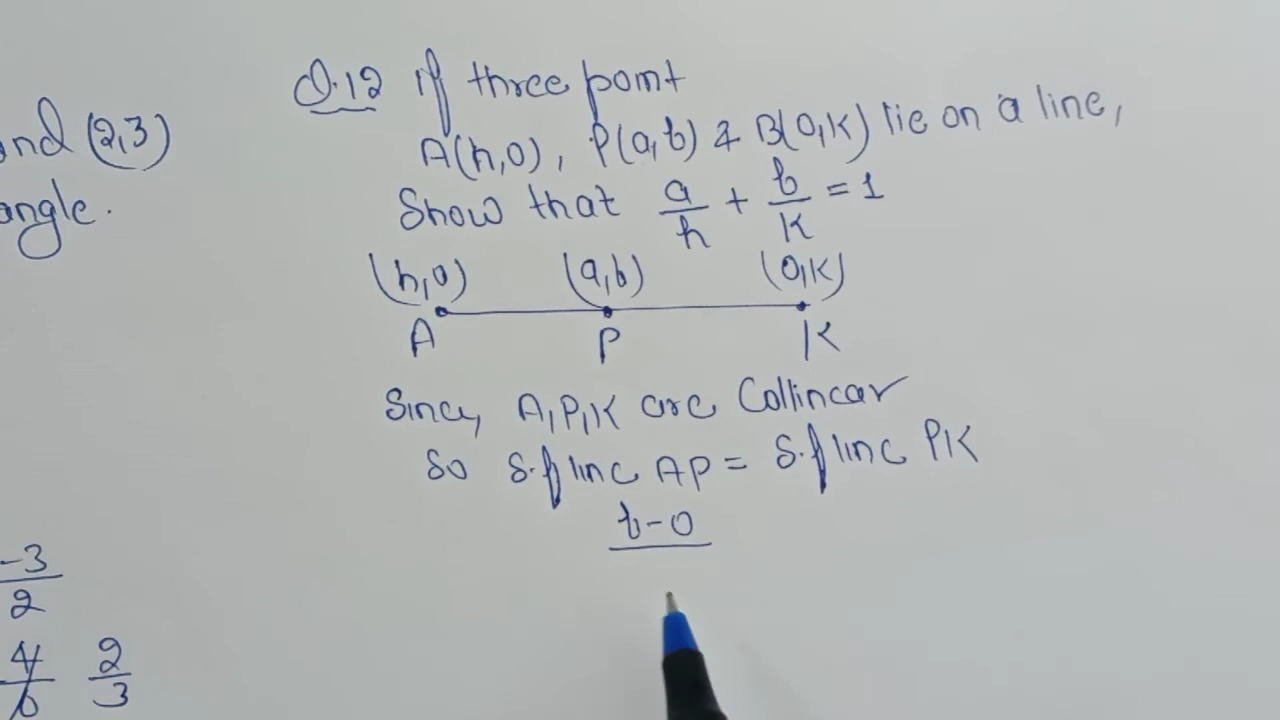 Q.12 If three point
A(h,0), P(a,b) & B(0,K) lie on a line,
Show that a/h + b/K = 1
(h,0) (a,b) (0,K)
A P K
Since, A,P,K are Collinear
So S.of line AP = S.of line PK
b-0
and (2,3)
angle.
-3/2
4/6 2/3